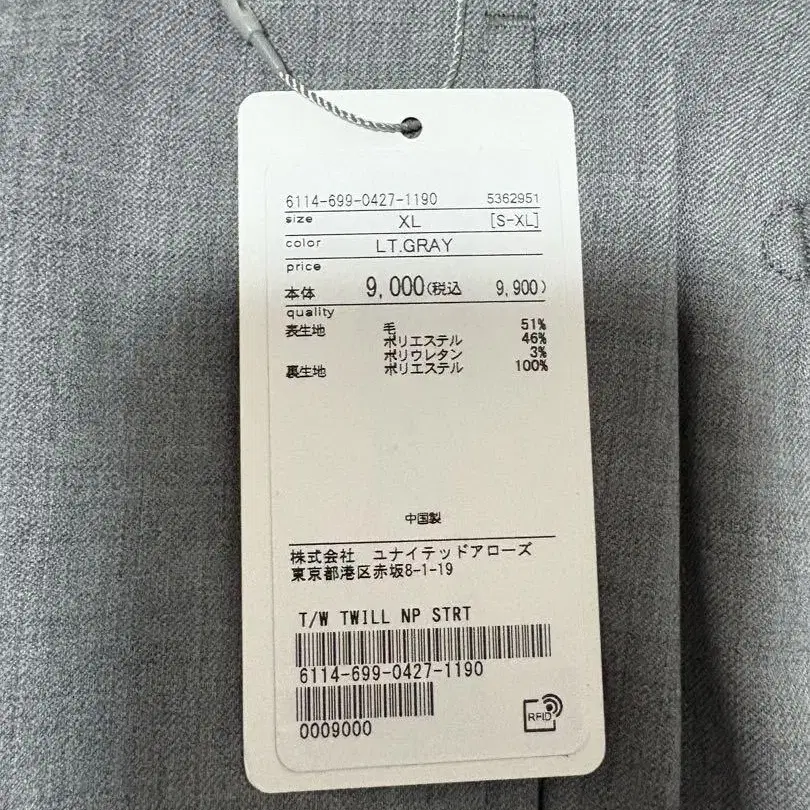 6114-699-0427-1190 5362951
size XL [S-XL]
color LT.GRAY
price
本体 9,000(税込 9,900)
quality
表生地 毛 51%
ポリエステル 46%
ポリウレタン 3%
裏生地 ポリエステル 100%
中国製
株式会社 ユナイテッドアローズ
東京都港区赤坂8-1-19
T/W TWILL NP STRT
6114-699-0427-1190
0009000
RFID